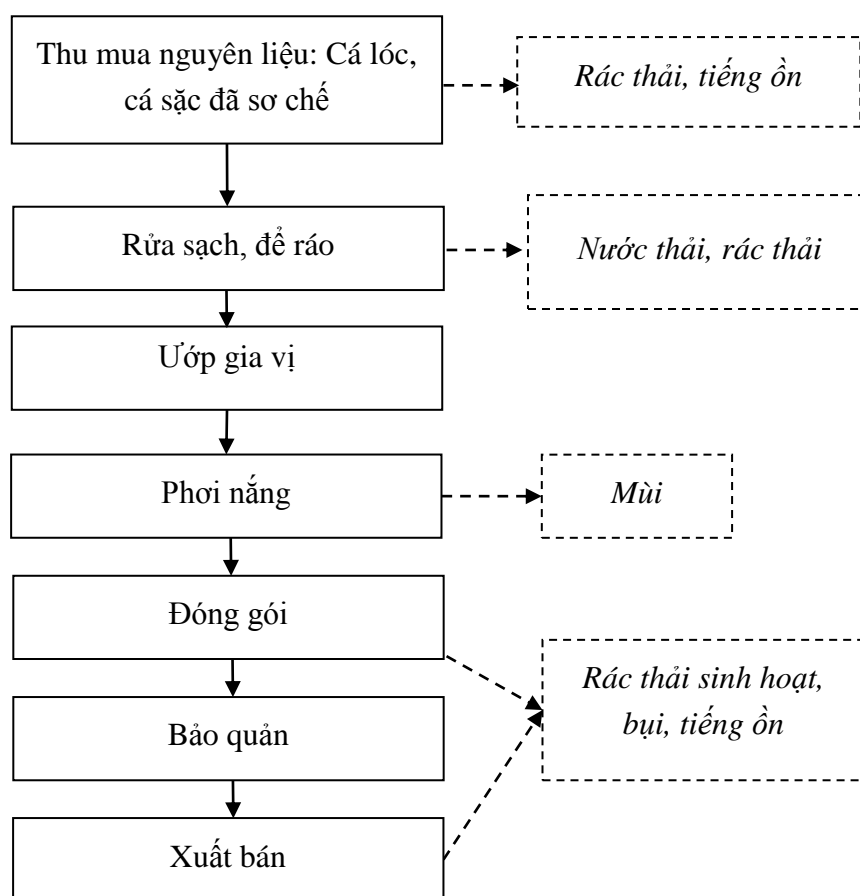 Thu mua nguyên liệu: Cá lóc,
cá sặc đã sơ chế
Rác thải, tiếng ồn
Rửa sạch, để ráo
Nước thải, rác thải
Ướp gia vị
Phơi nắng
Mùi
Đóng gói
Rác thải sinh hoạt,
bụi, tiếng ồn
Bảo quản
Xuất bán